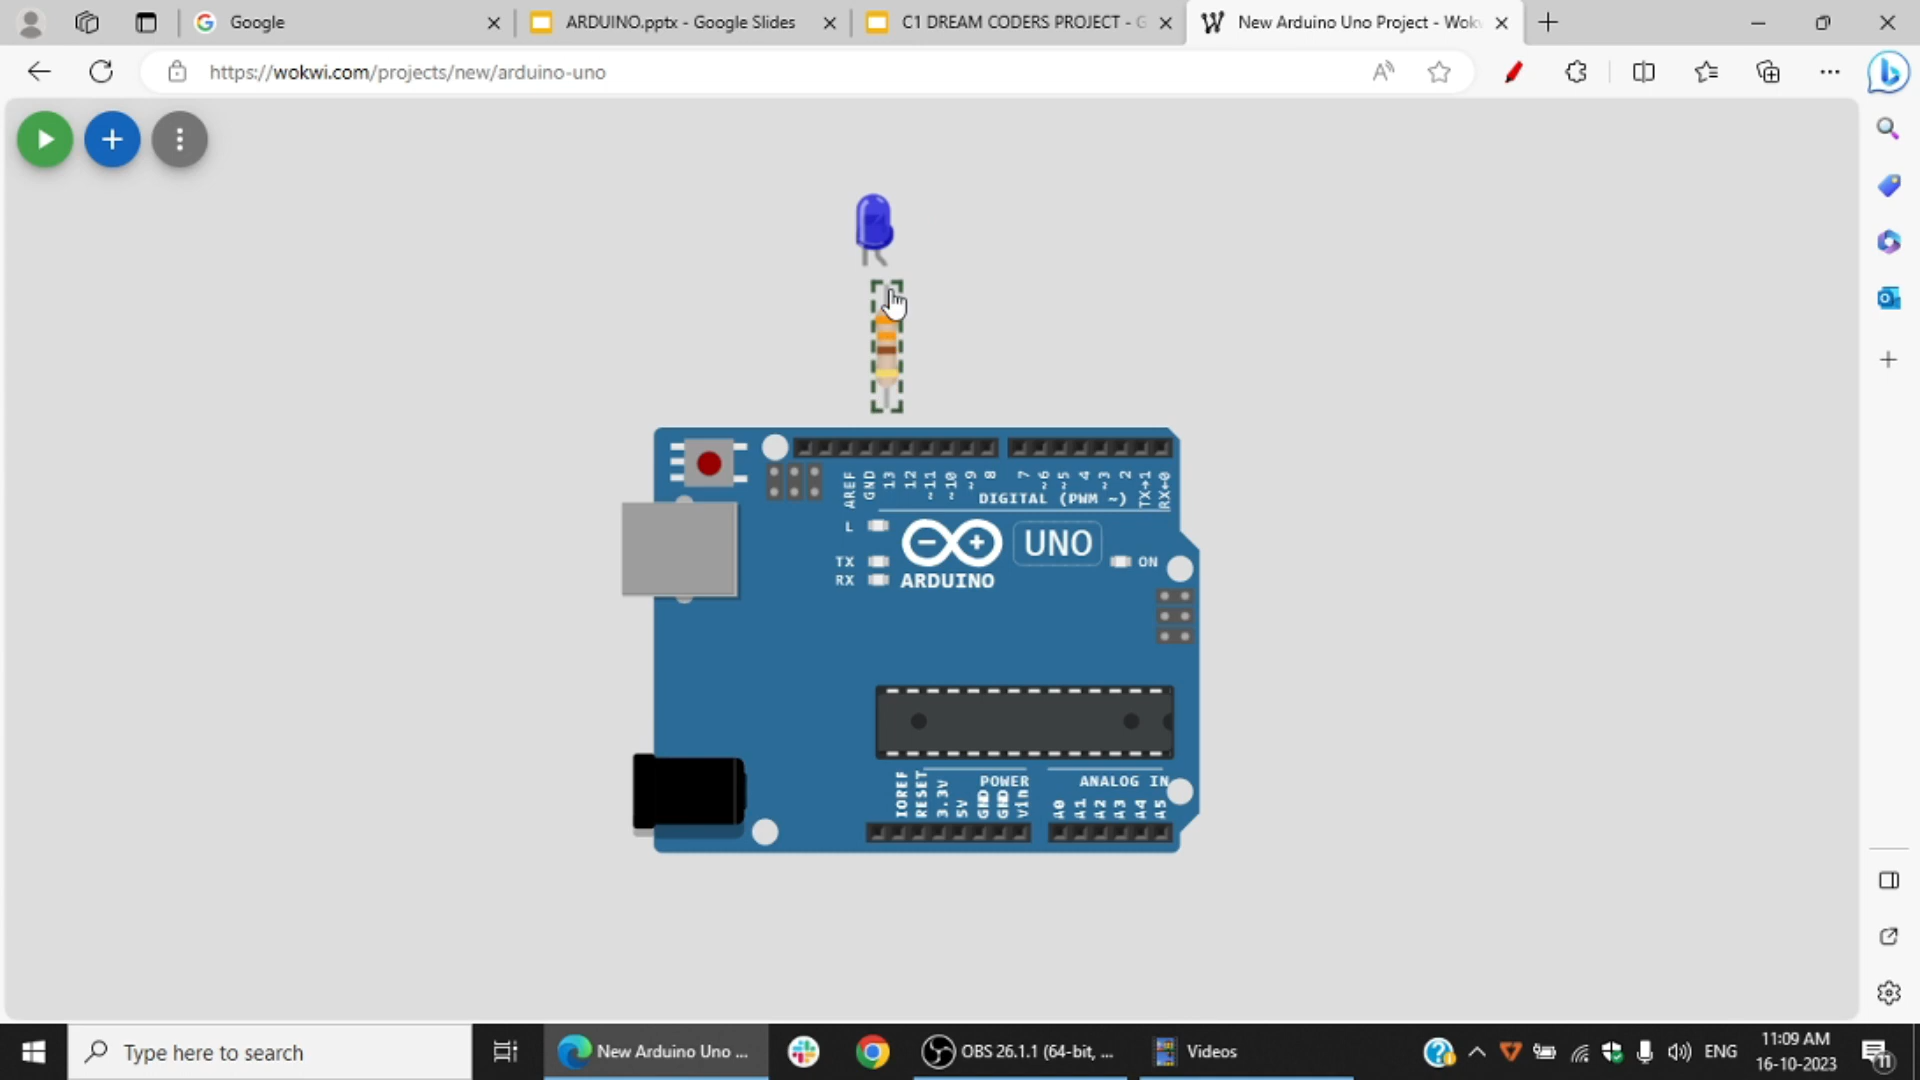 Google
ARDUINO.pptx - Google Slides
C1 DREAM CODERS PROJECT - G
New Arduino Uno Project - Wok
https://wokwi.com/projects/new/arduino-uno
AREF
GND
13
12
~11
~10
~9
8
7
~6
~5
4
~3
2
TX→1
RX←0
DIGITAL (PWM ~)
L
TX
RX
UNO
ON
ARDUINO
POWER
ANALOG IN
IOREF
RESET
3.3V
5V
GND
GND
Vin
A0
A1
A2
A3
A4
A5
Type here to search
New Arduino Uno ...
OBS 26.1.1 (64-bit, ...
Videos
ENG
11:09 AM
16-10-2023
11